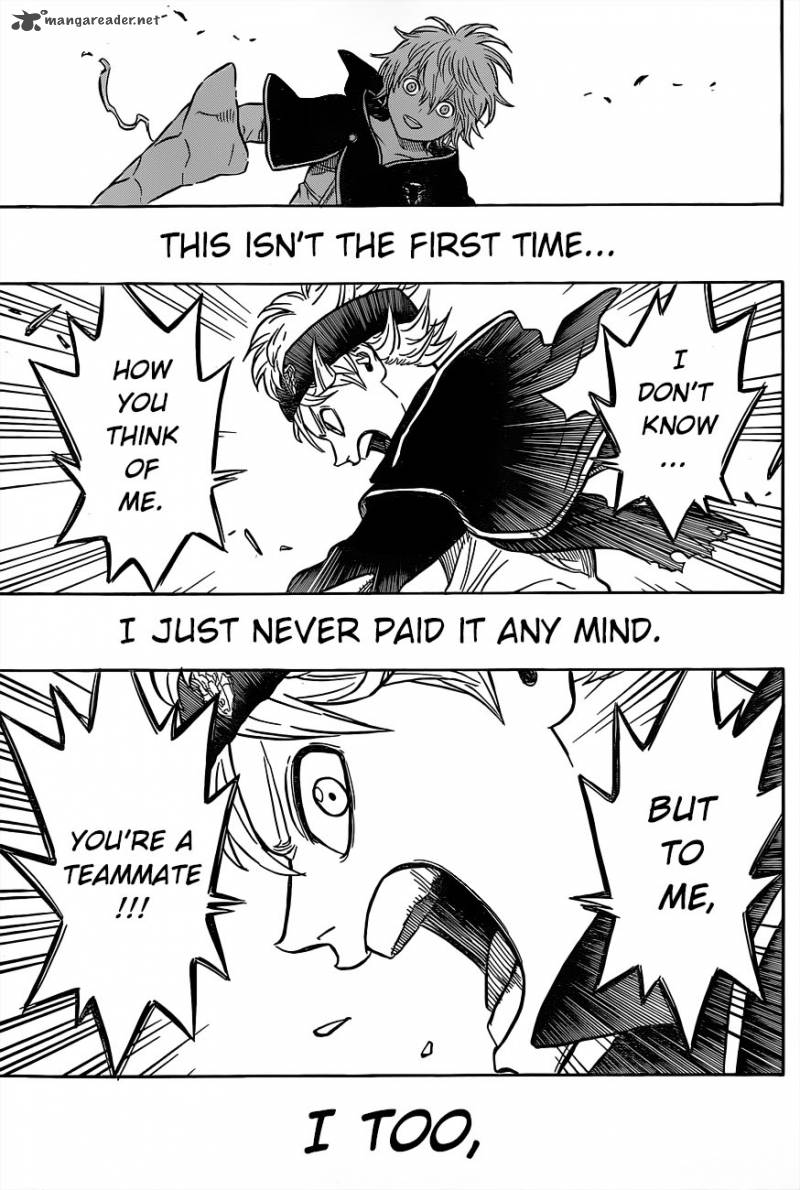 mangareader.net
THIS ISN'T THE FIRST TIME...
I
DON'T
KNOW
...
HOW
YOU
THINK
OF
ME.
I JUST NEVER PAID IT ANY MIND.
BUT
TO
ME,
YOU'RE A
TEAMMATE
!!!
I TOO,